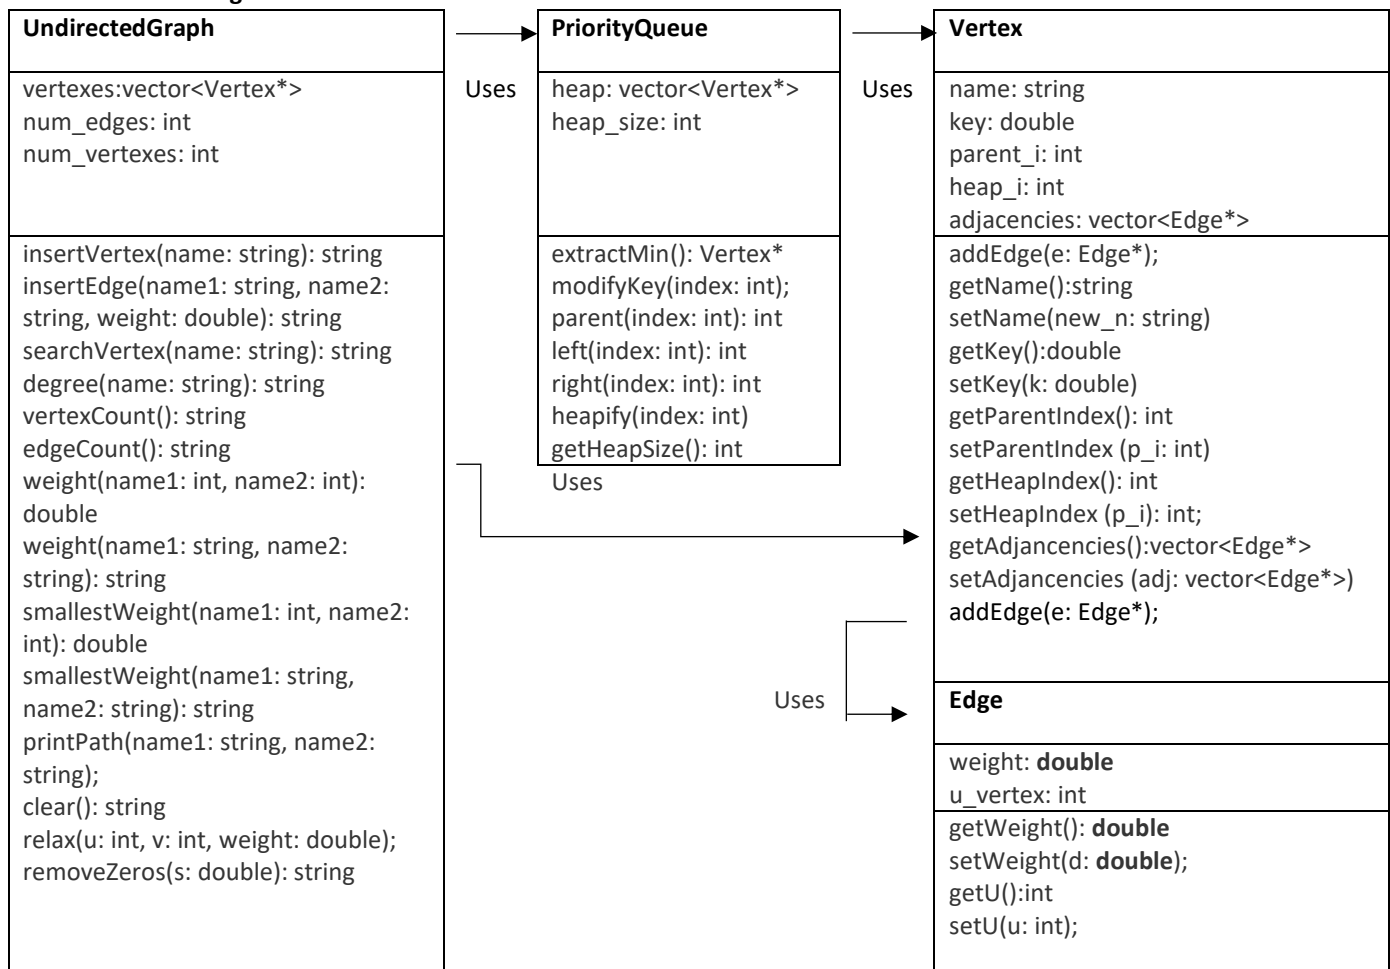 UndirectedGraph
vertexes:vector<Vertex*>
num_edges: int
num_vertexes: int
insertVertex(name: string): string
insertEdge(name1: string, name2:
string, weight: double): string
searchVertex(name: string): string
degree(name: string): string
vertexCount(): string
edgeCount(): string
weight(name1: int, name2: int):
double
weight(name1: string, name2:
string): string
smallestWeight(name1: int, name2:
int): double
smallestWeight(name1: string,
name2: string): string
printPath(name1: string, name2:
string);
clear(): string
relax(u: int, v: int, weight: double);
removeZeros(s: double): string
Uses
PriorityQueue
heap: vector<Vertex*>
heap_size: int
extractMin(): Vertex*
modifyKey(index: int);
parent(index: int): int
left(index: int): int
right(index: int): int
heapify(index: int)
getHeapSize(): int
Uses
Uses
Vertex
name: string
key: double
parent_i: int
heap_i: int
adjacencies: vector<Edge*>
addEdge(e: Edge*);
getName():string
setName(new_n: string)
getKey():double
setKey(k: double)
getParentIndex(): int
setParentIndex (p_i: int)
getHeapIndex(): int
setHeapIndex (p_i): int;
getAdjancencies():vector<Edge*>
setAdjancencies (adj: vector<Edge*>)
addEdge(e: Edge*);
Uses
Edge
weight: double
u_vertex: int
getWeight(): double
setWeight(d: double);
getU():int
setU(u: int);